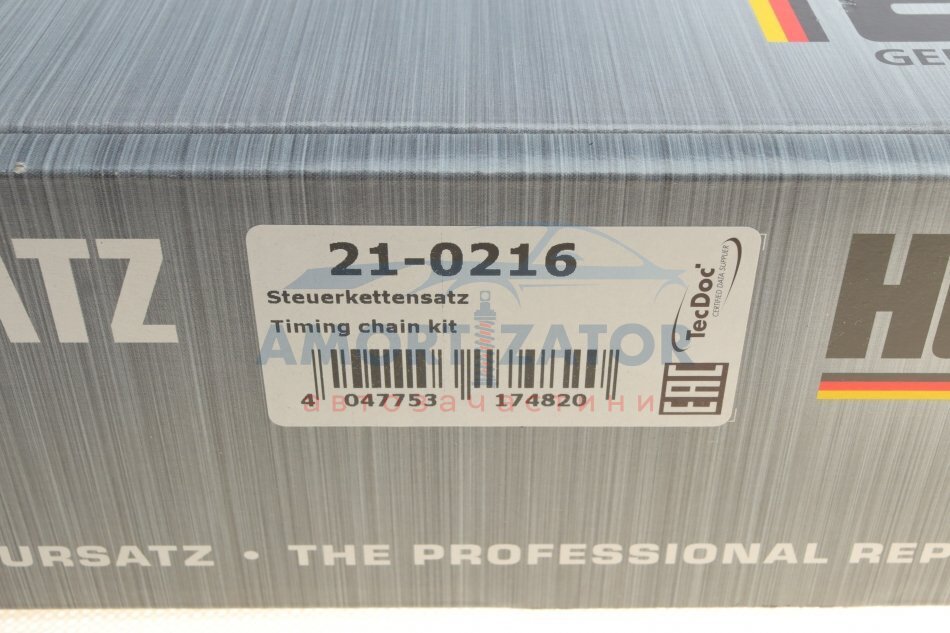 GE
ATZ
21-0216
Steuerkettensatz
Timing chain kit
TecDoc
CERTIFIED DATA SUPPLIER
AMORTIZATOR
4 047753 174820
автозапчастини
EAC
H
URSATZ • THE PROFESSIONAL REP